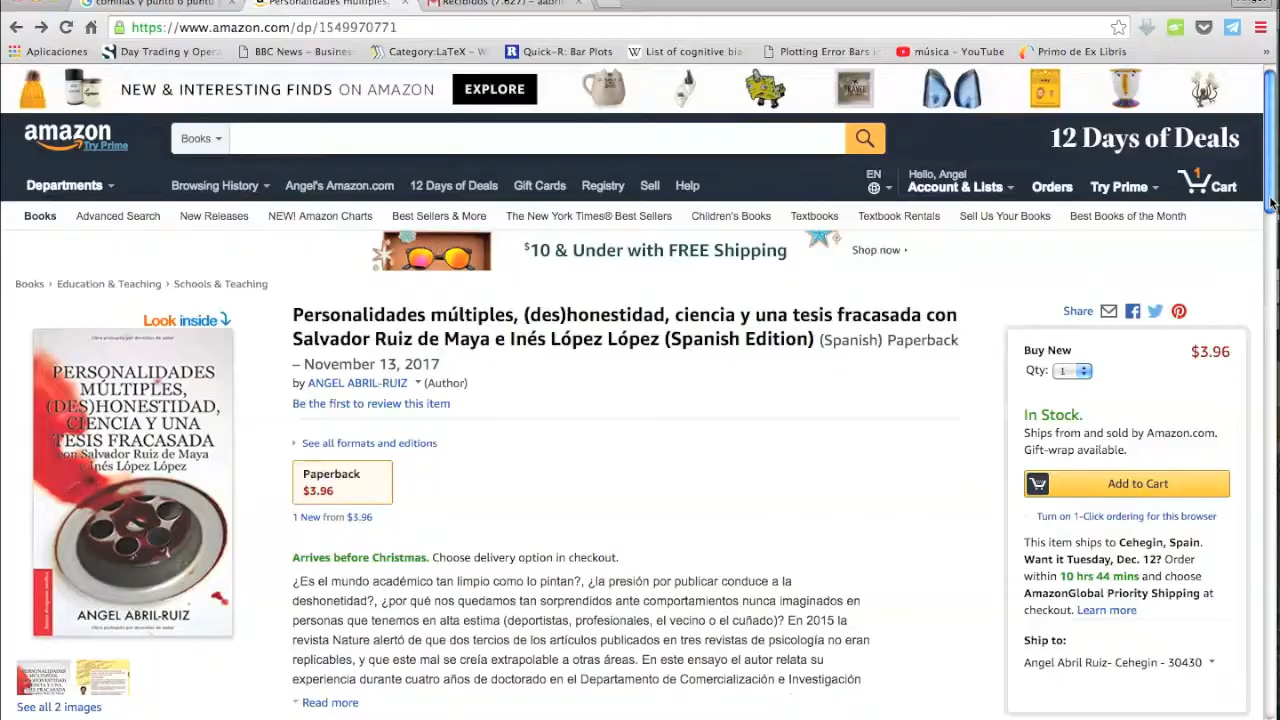 comillas y punto o punto
Personalidades múltiples,
Recibidos (7.627) - aabri
https://www.amazon.com/dp/1549970771
Aplicaciones
Day Trading y Oper
BBC News - Busines
Category:LaTeX - W
Quick-R: Bar Plots
List of cognitive bia
Plotting Error Bars i
música - YouTube
Primo de Ex Libris
NEW & INTERESTING FINDS ON AMAZON
EXPLORE
amazon
Try Prime
Books
12 Days of Deals
Departments
Browsing History
Angel's Amazon.com
12 Days of Deals
Gift Cards
Registry
Sell
Help
EN
Hello, Angel
Account & Lists
Orders
Try Prime
1
Cart
Books
Advanced Search
New Releases
NEW! Amazon Charts
Best Sellers & More
The New York Times® Best Sellers
Children's Books
Textbooks
Textbook Rentals
Sell Us Your Books
Best Books of the Month
$10 & Under with FREE Shipping
Shop now ›
Books › Education & Teaching › Schools & Teaching
Look inside
PERSONALIDADES
MÚLTIPLES,
(DES)HONESTIDAD,
CIENCIA Y UNA
TESIS FRACASADA
con Salvador Ruiz de Maya
e Inés López López
ANGEL ABRIL-RUIZ
See all 2 images
Personalidades múltiples, (des)honestidad, ciencia y una tesis fracasada con
Salvador Ruiz de Maya e Inés López López (Spanish Edition) (Spanish) Paperback
– November 13, 2017
by ANGEL ABRIL-RUIZ (Author)
Be the first to review this item
See all formats and editions
Paperback
$3.96
1 New from $3.96
Arrives before Christmas. Choose delivery option in checkout.
¿Es el mundo académico tan limpio como lo pintan?, ¿la presión por publicar conduce a la
deshonetidad?, ¿por qué nos quedamos tan sorprendidos ante comportamientos nunca imaginados en
personas que tenemos en alta estima (deportistas, profesionales, el vecino o el cuñado)? En 2015 la
revista Nature alertó de que dos tercios de los artículos publicados en tres revistas de psicología no eran
replicables, y que este mal se creía extrapolable a otras áreas. En este ensayo el autor relata su
experiencia durante cuatro años de doctorado en el Departamento de Comercialización e Investigación
Read more
Share
Buy New
$3.96
Qty: 1
In Stock.
Ships from and sold by Amazon.com.
Gift-wrap available.
Add to Cart
Turn on 1-Click ordering for this browser
This item ships to Cehegin, Spain.
Want it Tuesday, Dec. 12? Order
within 10 hrs 44 mins and choose
AmazonGlobal Priority Shipping at
checkout. Learn more
Ship to:
Angel Abril Ruiz- Cehegin - 30430